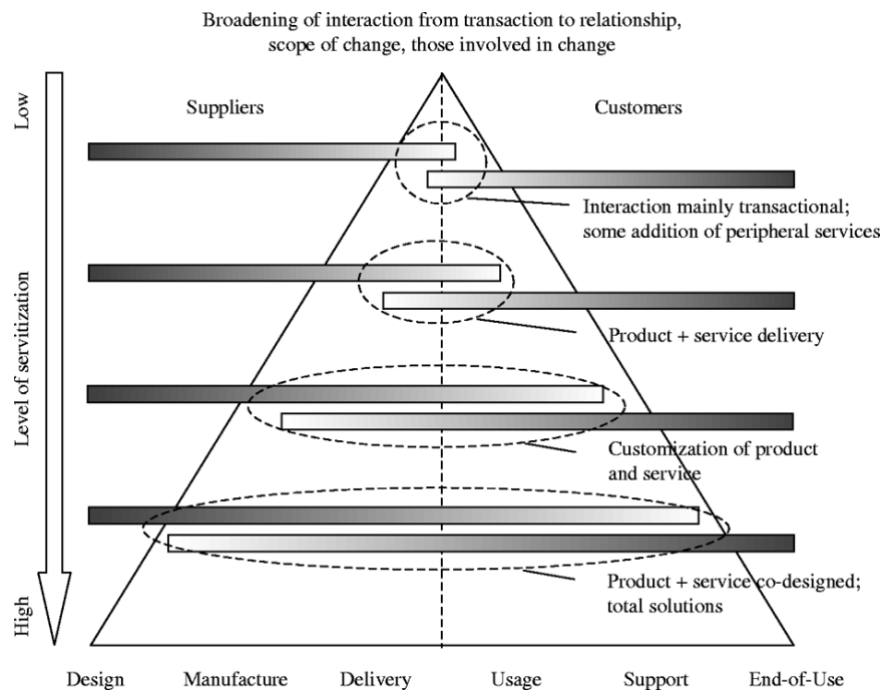 Broadening of interaction from transaction to relationship,
scope of change, those involved in change
Low
Suppliers
Customers
Interaction mainly transactional;
some addition of peripheral services
Level of servitization
Product + service delivery
Customization of product
and service
Product + service co-designed;
total solutions
High
Design Manufacture Delivery Usage Support End-of-Use